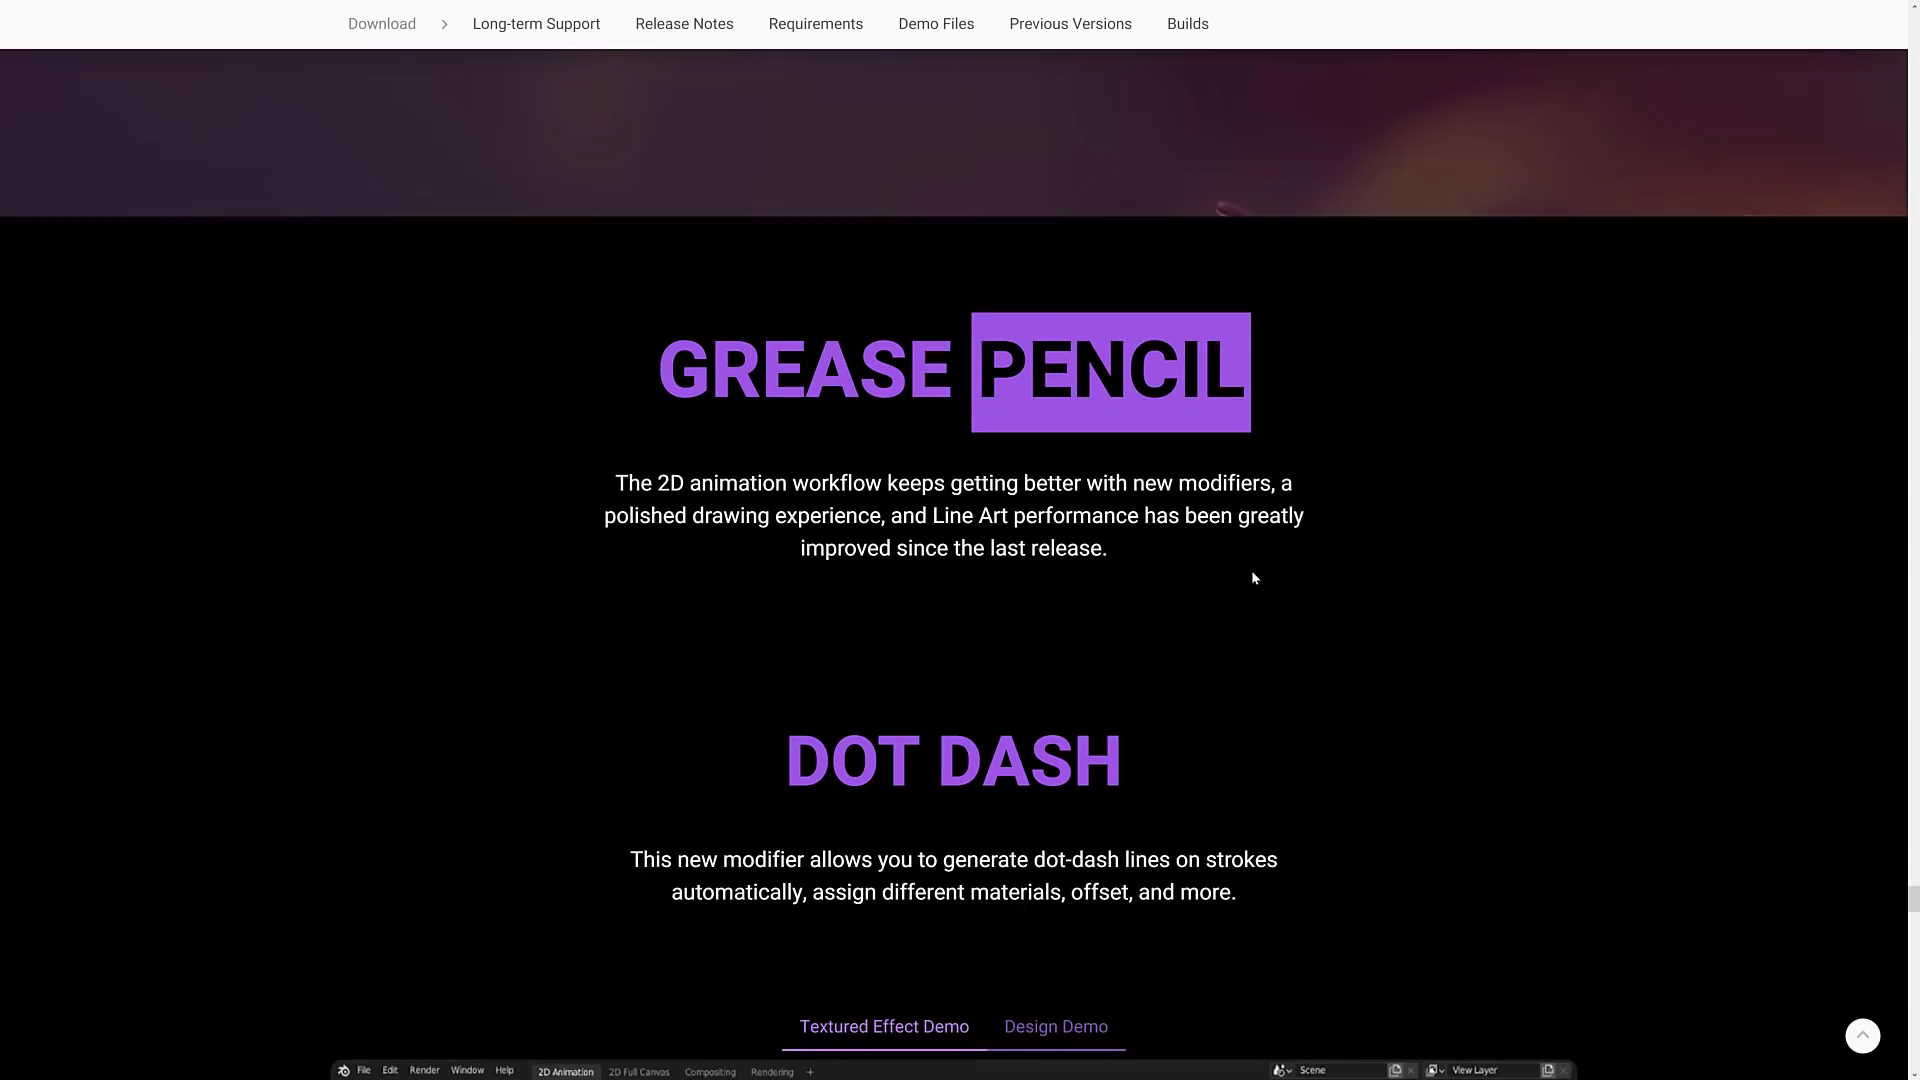 Download > Long-term Support Release Notes Requirements Demo Files Previous Versions Builds
GREASE PENCIL
The 2D animation workflow keeps getting better with new modifiers, a
polished drawing experience, and Line Art performance has been greatly
improved since the last release.
DOT DASH
This new modifier allows you to generate dot-dash lines on strokes
automatically, assign different materials, offset, and more.
Textured Effect Demo Design Demo
File Edit Render Window Help 2D Animation 2D Full Canvas Compositing Rendering + Scene View Layer